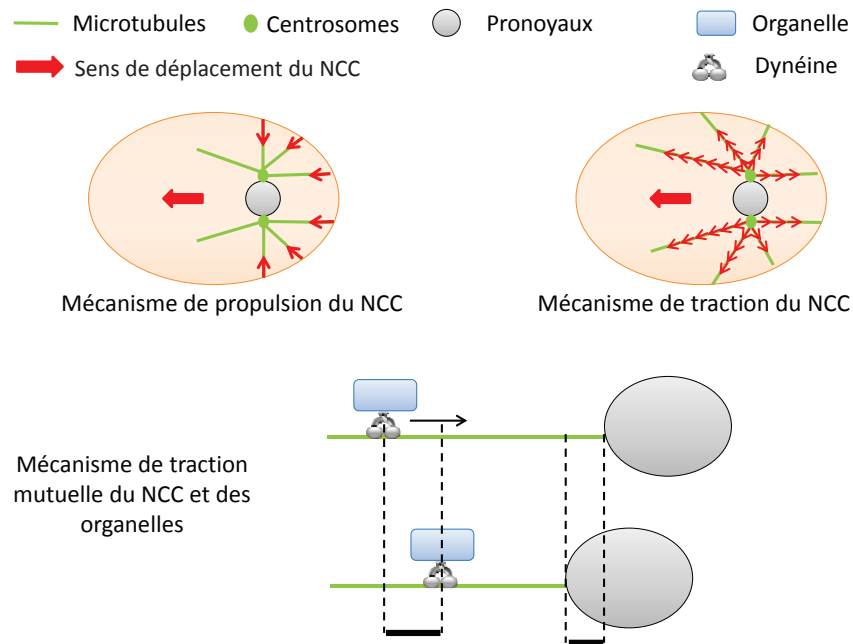 Microtubules
Centrosomes
Pronoyaux
Organelle
Sens de déplacement du NCC
Dynéine
Mécanisme de propulsion du NCC
Mécanisme de traction du NCC
Mécanisme de traction
mutuelle du NCC et des
organelles